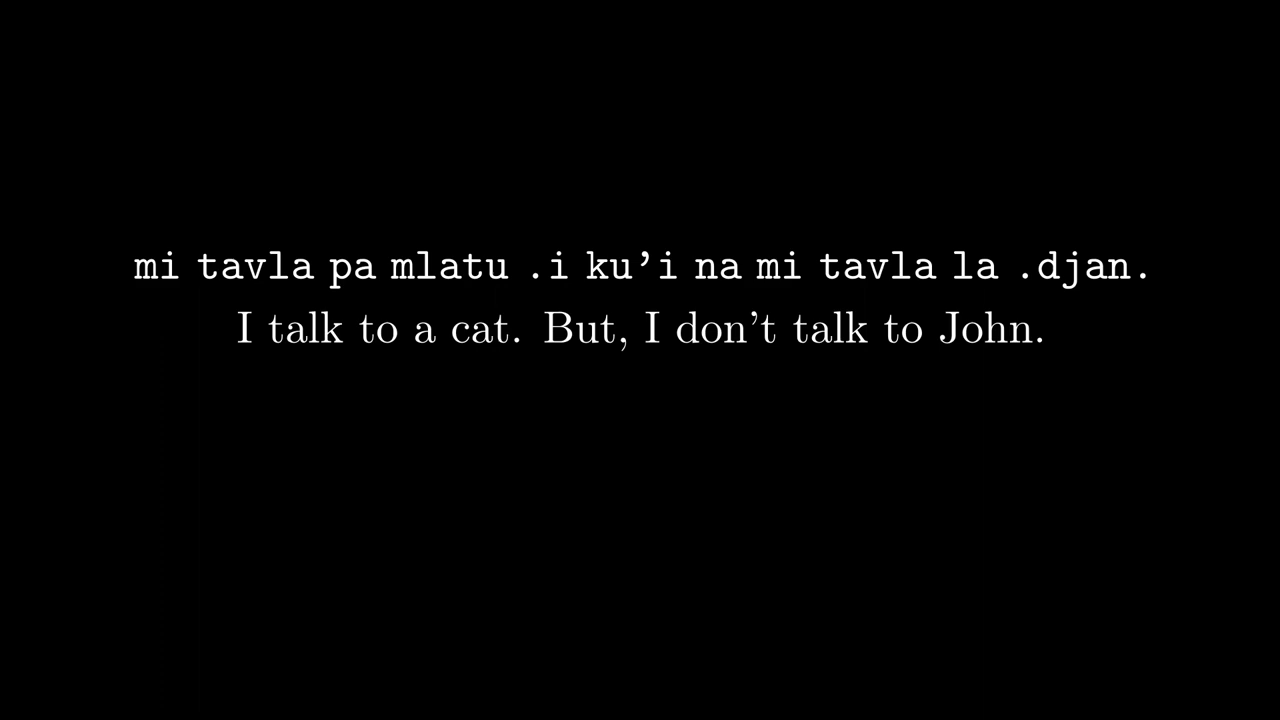 mi tavla pa mlatu .i ku’i na mi tavla la .djan.
I talk to a cat. But, I don’t talk to John.